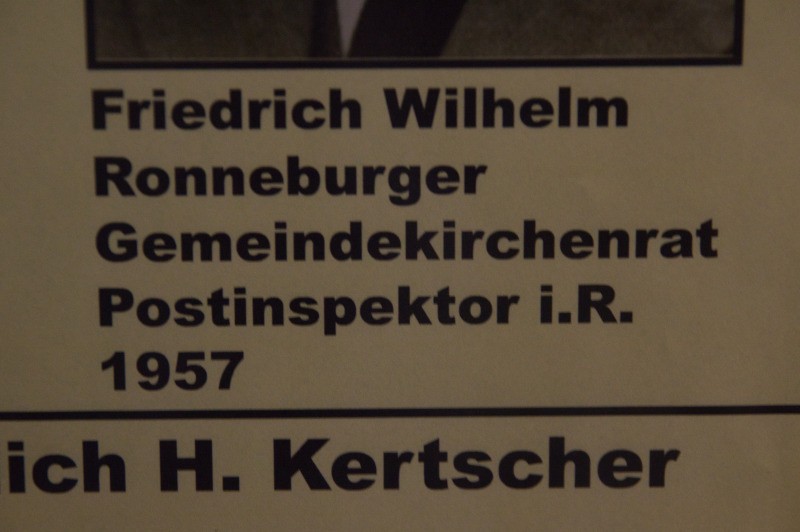 Friedrich Wilhelm
Ronneburger
Gemeindekirchenrat
Postinspektor i.R.
1957
ich H. Kertscher